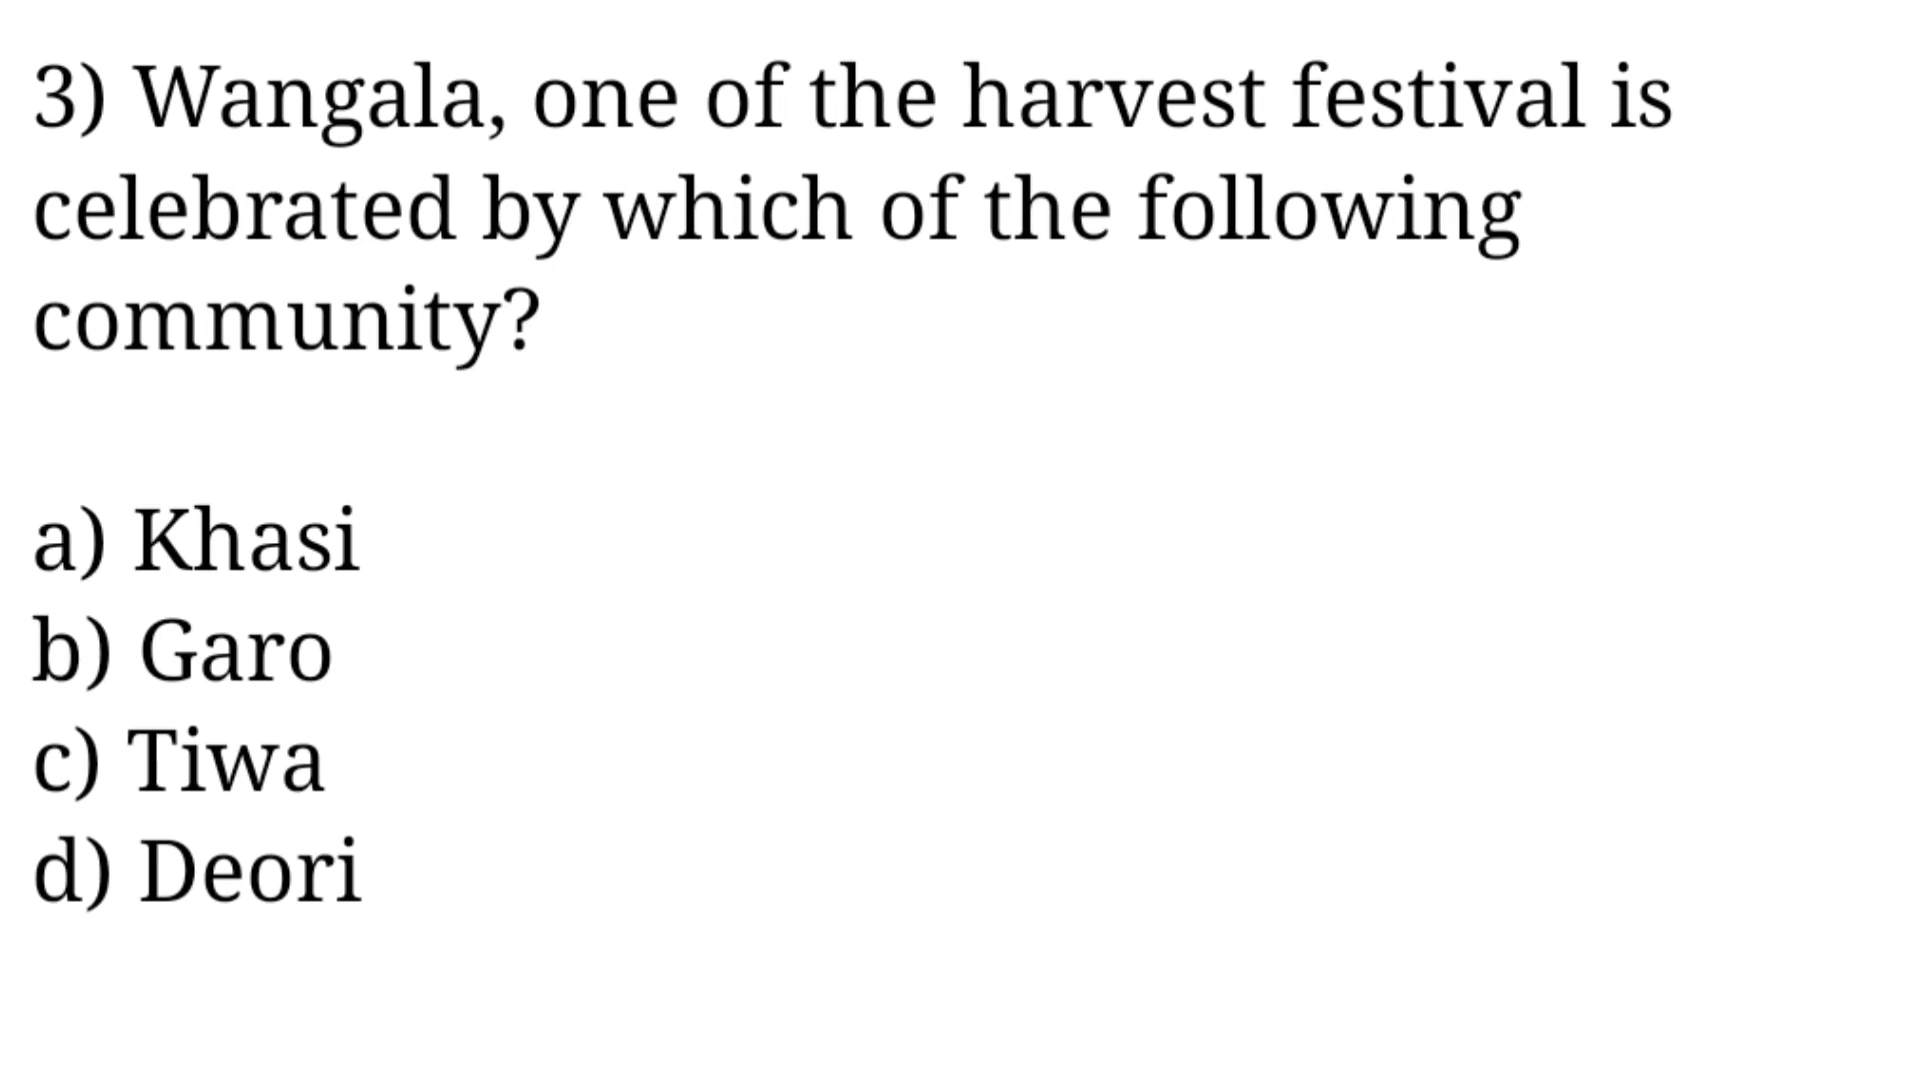 3) Wangala, one of the harvest festival is
celebrated by which of the following
community?
a) Khasi
b) Garo
c) Tiwa
d) Deori